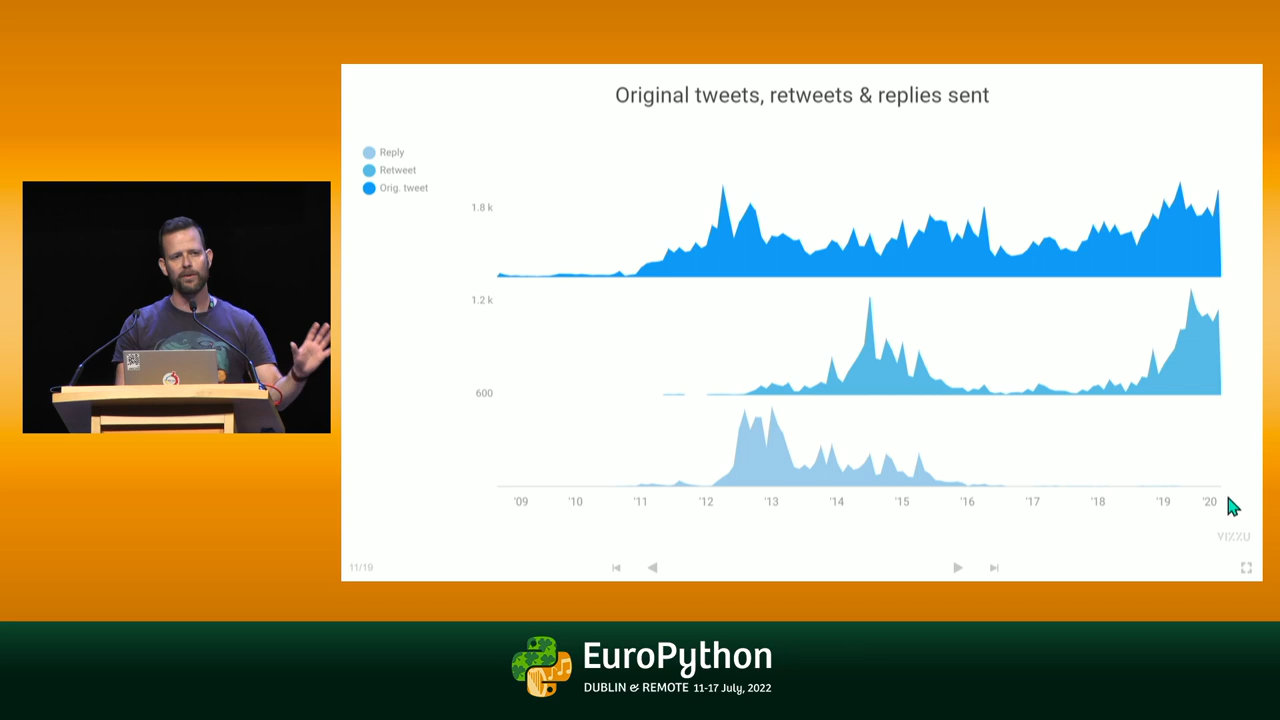 Original tweets, retweets & replies sent
Reply
Retweet
Orig. tweet
1.8 k
1.2 k
600
'09 '10 '11 '12 '13 '14 '15 '16 '17 '18 '19 '20
VIZZU
11/19
EuroPython
DUBLIN & REMOTE 11-17 July, 2022